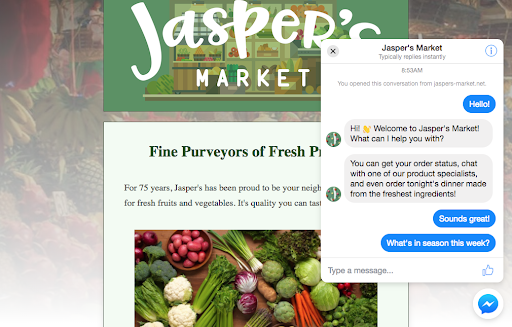 Jasper's
MARKET
Fine Purveyors of Fresh Pr
For 75 years, Jasper's has been proud to be your neigh
for fresh fruits and vegetables. It's quality you can tast
Jasper's Market
Typically replies instantly
8:53AM
You opened this conversation from jaspers-market.net.
Hello!
Hi! 👋 Welcome to Jasper's Market!
What can I help you with?
You can get your order status, chat
with one of our product specialists,
and even order tonight's dinner made
from the freshest ingredients!
Sounds great!
What's in season this week?
Type a message...